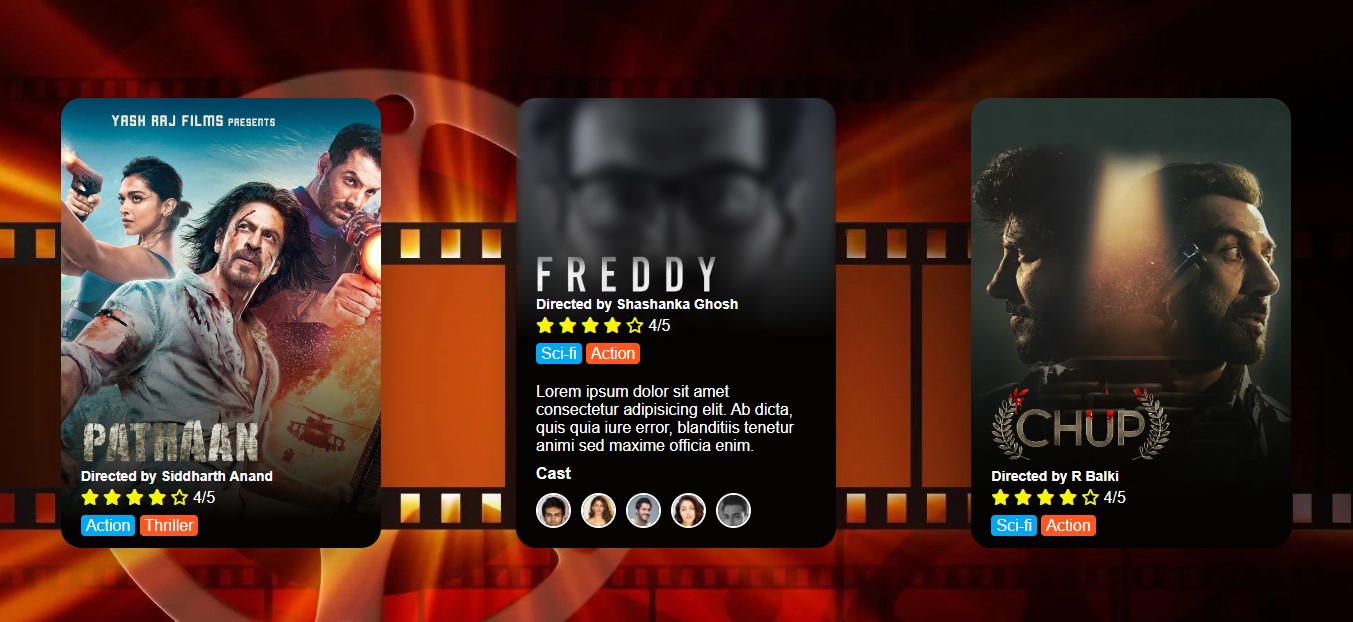 YASH RAJ FILMS PRESENTS
PATHAAN
Directed by Siddharth Anand
4/5
Action Thriller
FREDDY
Directed by Shashanka Ghosh
4/5
Sci-fi Action
Lorem ipsum dolor sit amet
consectetur adipisicing elit. Ab dicta,
quis quia iure error, blanditiis tenetur
animi sed maxime officia enim.
Cast
CHUP
Directed by R Balki
4/5
Sci-fi Action